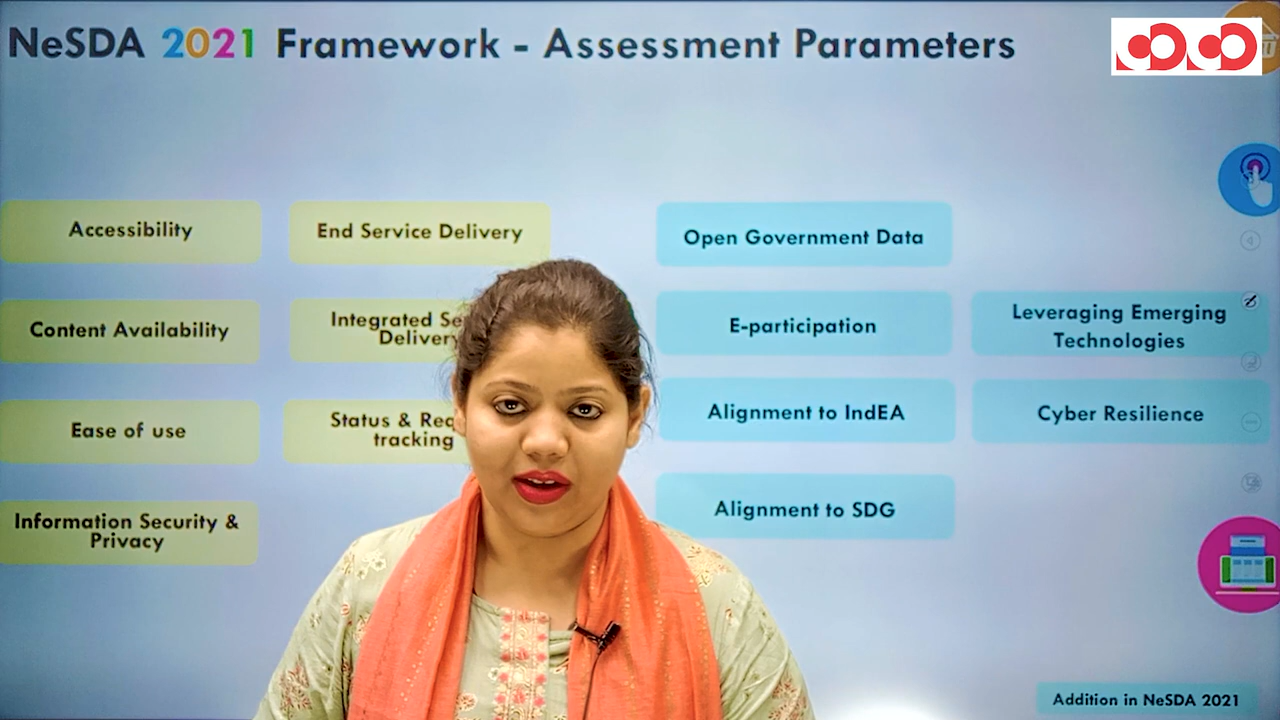 NeSDA 2021 Framework - Assessment Parameters
Accessibility
End Service Delivery
Open Government Data
Content Availability
Integrated
Delivery
E-participation
Leveraging Emerging
Technologies
Ease of use
Status &
tracking
Alignment to IndEA
Cyber Resilience
Information Security &
Privacy
Alignment to SDG
Addition in NeSDA 2021